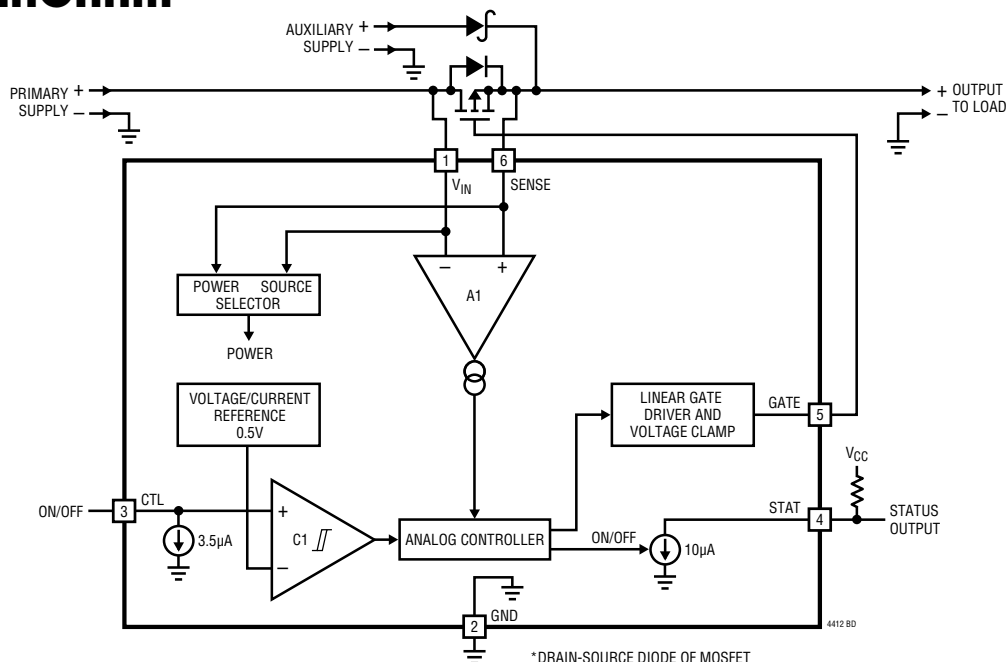 AUXILIARY +
SUPPLY –
PRIMARY +
SUPPLY –
+ OUTPUT
– TO LOAD
1
6
VIN
SENSE
– +
A1
POWER SOURCE
SELECTOR
POWER
VOLTAGE/CURRENT
REFERENCE
0.5V
LINEAR GATE
DRIVER AND
VOLTAGE CLAMP
GATE
5
VCC
ON/OFF
3
CTL
3.5µA
+
C1
–
ANALOG CONTROLLER
ON/OFF
10µA
STAT
4
STATUS
OUTPUT
2
GND
4412 BD
*DRAIN-SOURCE DIODE OF MOSFET